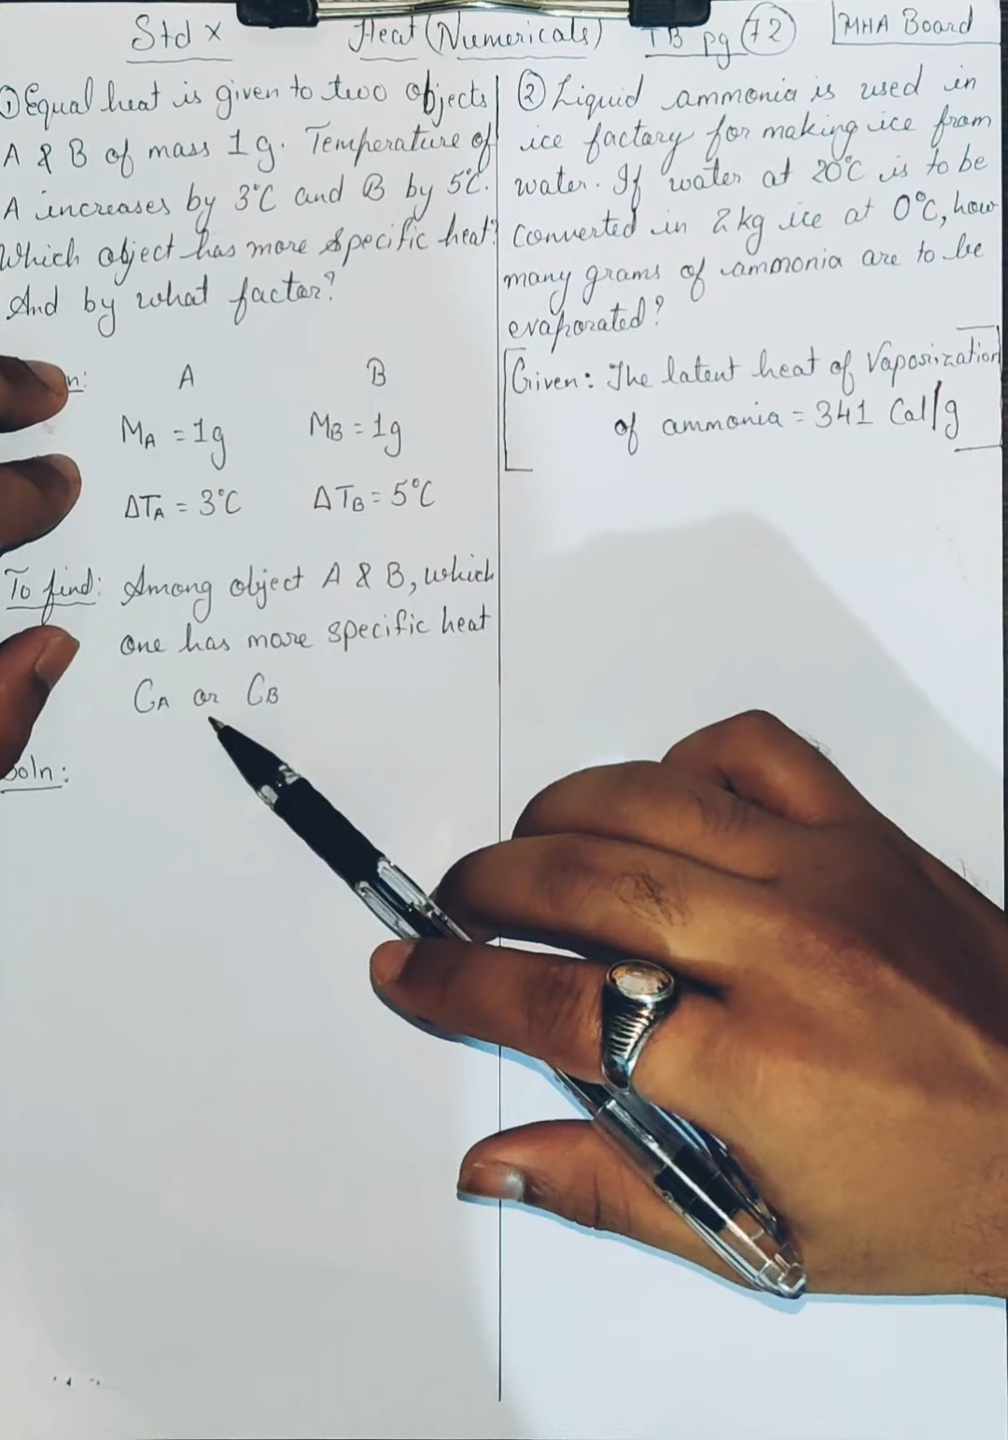 Std x Heat (Numericals) TB pg 72 MHA Board
① Equal heat is given to two objects
A & B of mass 1g. Temperature of
A increases by 3°C and B by 5°C.
Which object has more specific heat?
And by what factor?
n: A B
MA = 1g MB = 1g
ΔTA = 3°C ΔTB = 5°C
To find: Among object A & B, which
one has more specific heat
CA or CB
Soln:
② Liquid ammonia is used in
ice factory for making ice from
water. If water at 20°C is to be
converted in 2 kg ice at 0°C, how
many grams of ammonia are to be
evaporated?
Given: The latent heat of Vaporization
of ammonia = 341 Cal/g